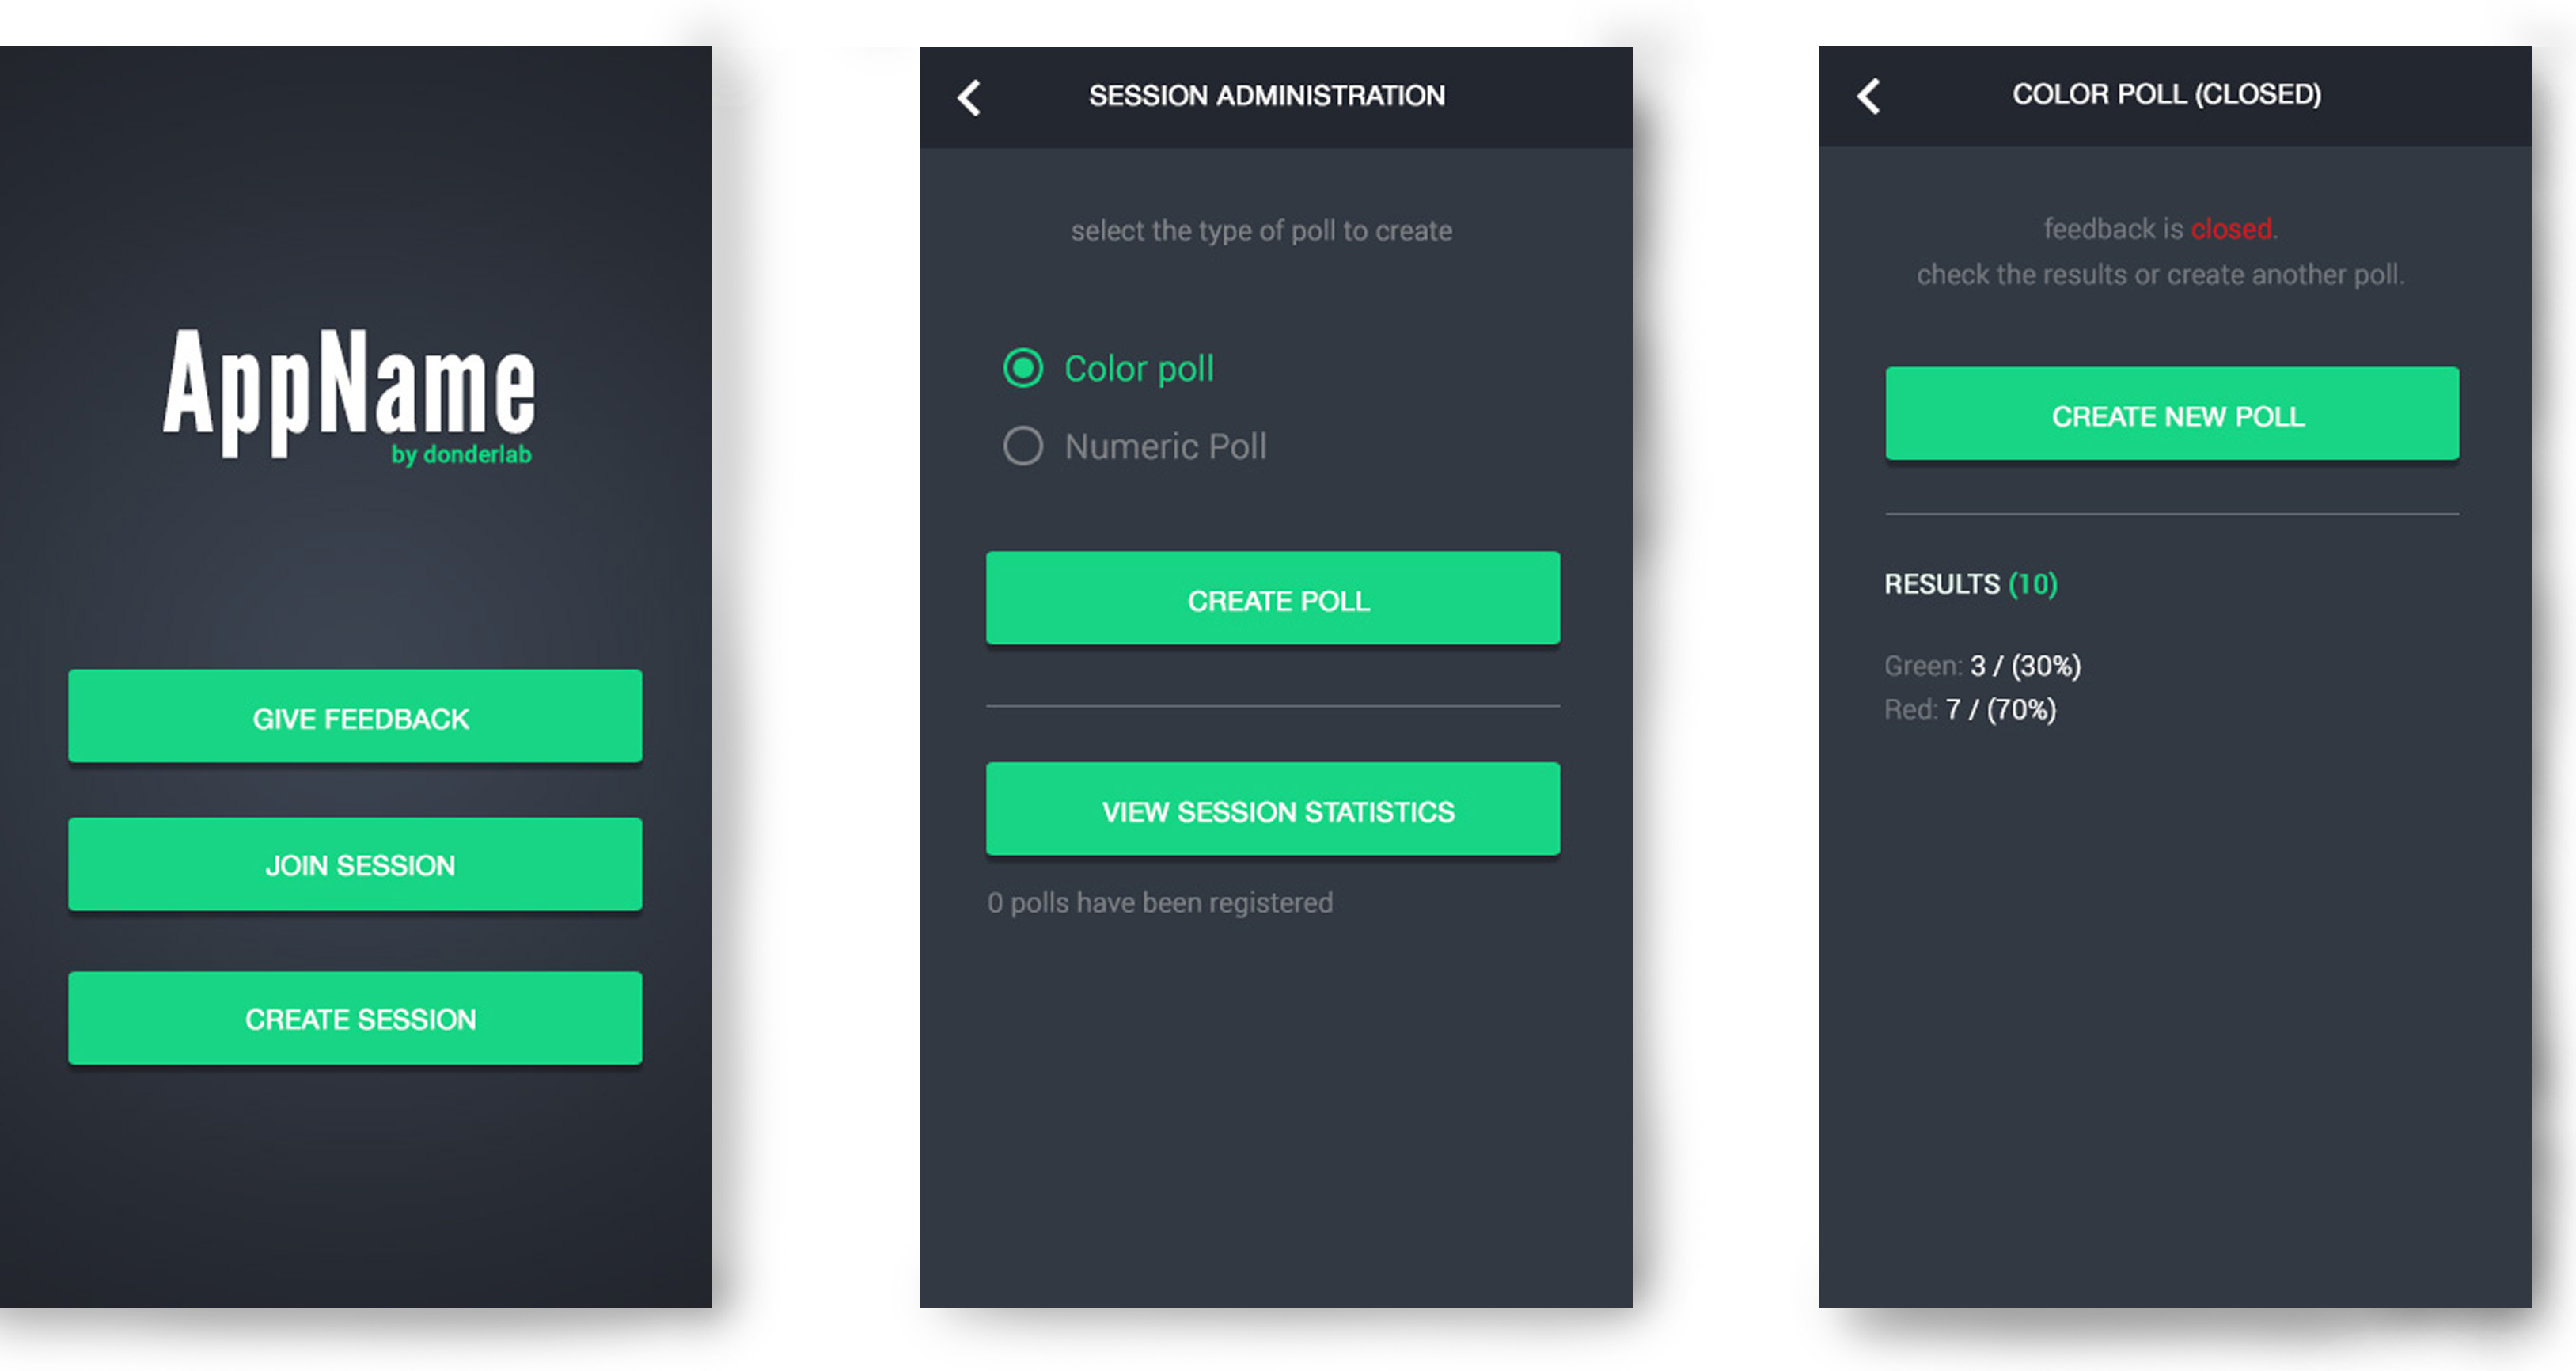 AppName
by donderlab
GIVE FEEDBACK
JOIN SESSION
CREATE SESSION
SESSION ADMINISTRATION
select the type of poll to create
Color poll
Numeric Poll
CREATE POLL
VIEW SESSION STATISTICS
0 polls have been registered
COLOR POLL (CLOSED)
feedback is closed.
check the results or create another poll.
CREATE NEW POLL
RESULTS (10)
Green: 3 / (30%)
Red: 7 / (70%)